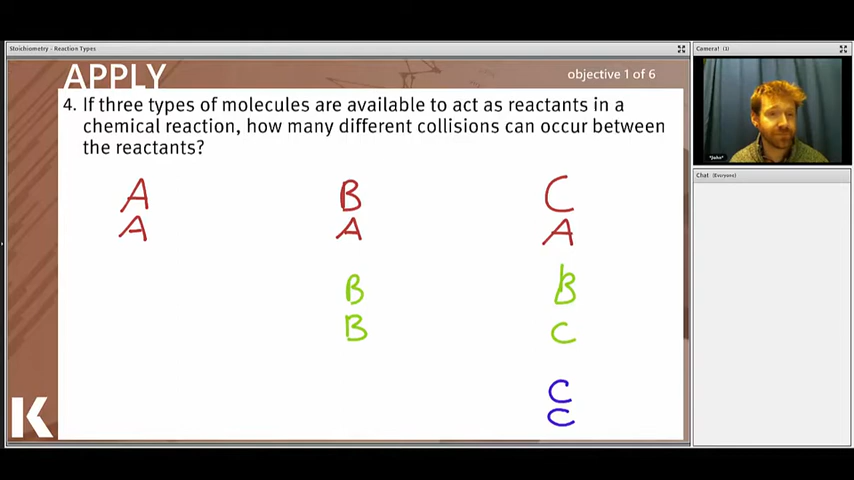 Stoichiometry - Reaction Types
Camera! (1)
APPLY
objective 1 of 6
4. If three types of molecules are available to act as reactants in a
chemical reaction, how many different collisions can occur between
the reactants?
*John*
Chat (Everyone)
A B C
A A A
B B
B C
C
C
K